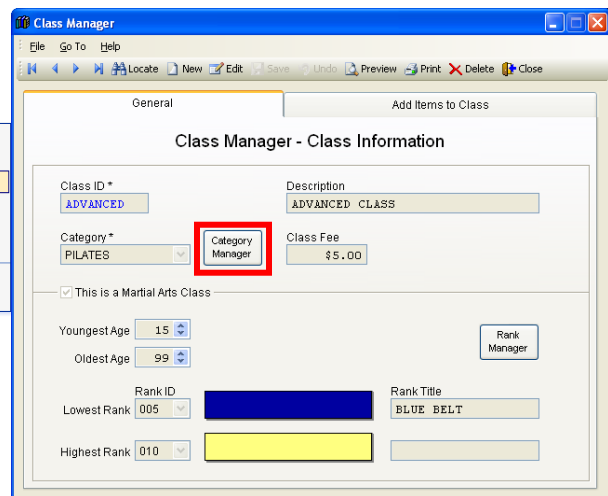 Class Manager
File Go To Help
Locate New Edit Save Undo Preview Print Delete Close
General Add Items to Class
Class Manager - Class Information
Class ID * Description
ADVANCED ADVANCED CLASS
Category * Category Manager Class Fee
PILATES $5.00
This is a Martial Arts Class
Youngest Age 15
Rank Manager
Oldest Age 99
Rank ID Rank Title
Lowest Rank 005 BLUE BELT
Highest Rank 010